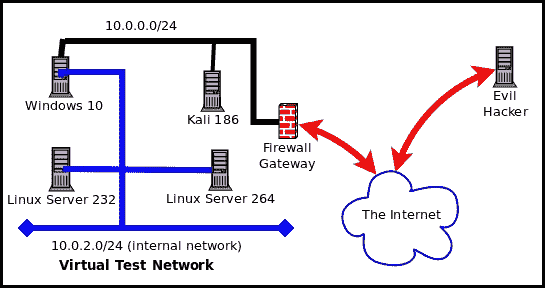 10.0.0.0/24
Windows 10
Kali 186
Firewall
Gateway
Evil
Hacker
Linux Server 232
Linux Server 264
The Internet
10.0.2.0/24 (internal network)
Virtual Test Network